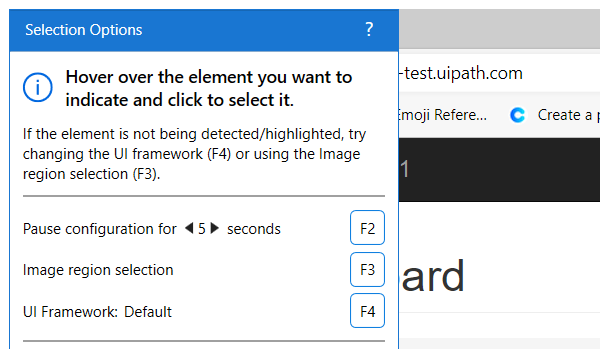 Selection Options ?
Hover over the element you want to
indicate and click to select it.
If the element is not being detected/highlighted, try
changing the UI framework (F4) or using the Image
region selection (F3).
Pause configuration for 5 seconds F2
Image region selection F3
UI Framework: Default F4
-test.uipath.com
Emoji Refere... Create a p
1
ard